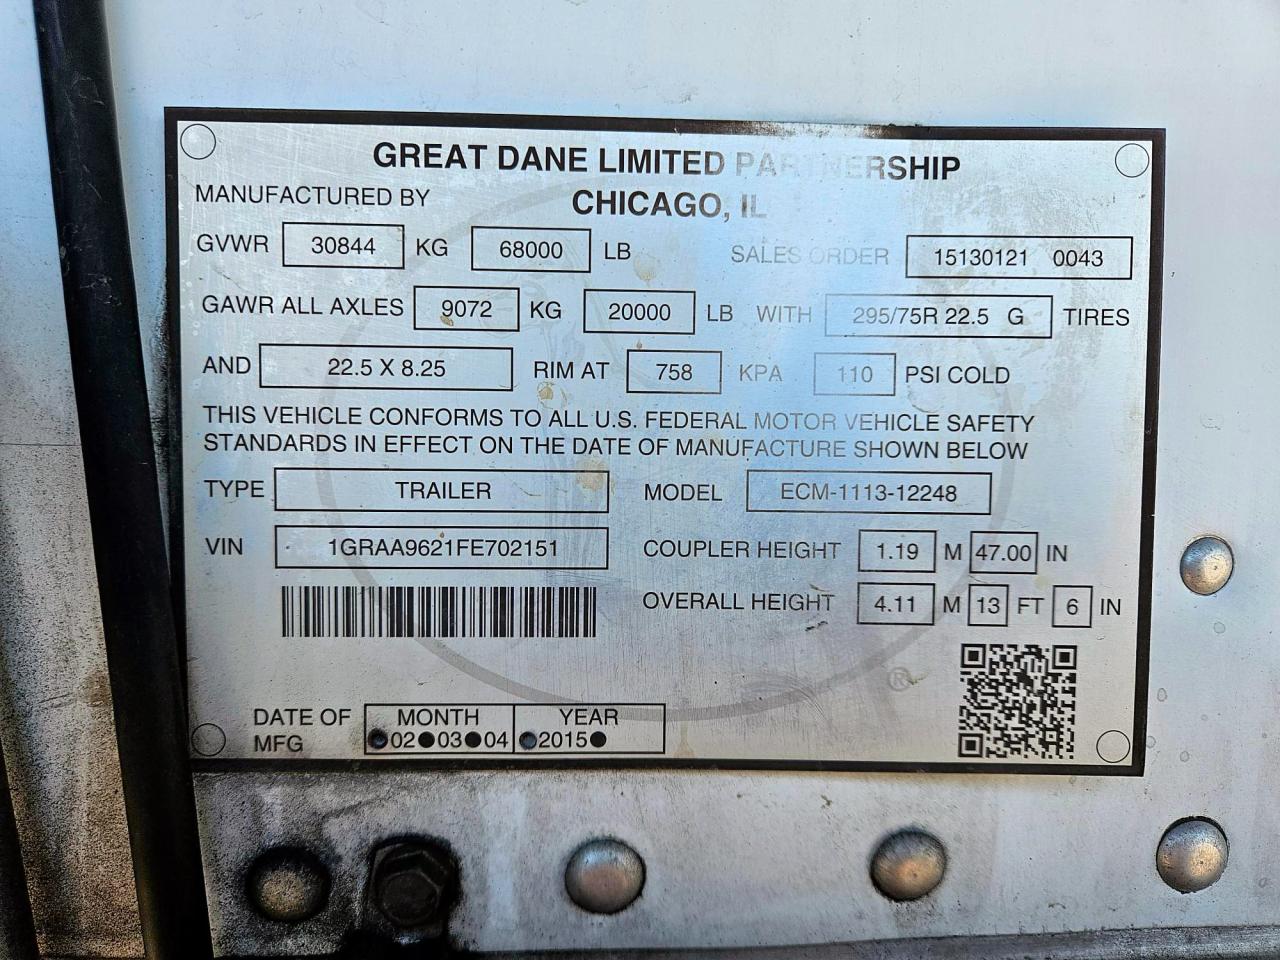 GREAT DANE LIMITED PARTNERSHIP
MANUFACTURED BY CHICAGO, IL
GVWR 30844 KG 68000 LB SALES ORDER 15130121 0043
GAWR ALL AXLES 9072 KG 20000 LB WITH 295/75R 22.5 G TIRES
AND 22.5 X 8.25 RIM AT 758 KPA 110 PSI COLD
THIS VEHICLE CONFORMS TO ALL U.S. FEDERAL MOTOR VEHICLE SAFETY
STANDARDS IN EFFECT ON THE DATE OF MANUFACTURE SHOWN BELOW
TYPE TRAILER MODEL ECM-1113-12248
VIN 1GRAA9621FE702151 COUPLER HEIGHT 1.19 M 47.00 IN
OVERALL HEIGHT 4.11 M 13 FT 6 IN
®
DATE OF MFG MONTH YEAR
●02●03●04 ●2015●